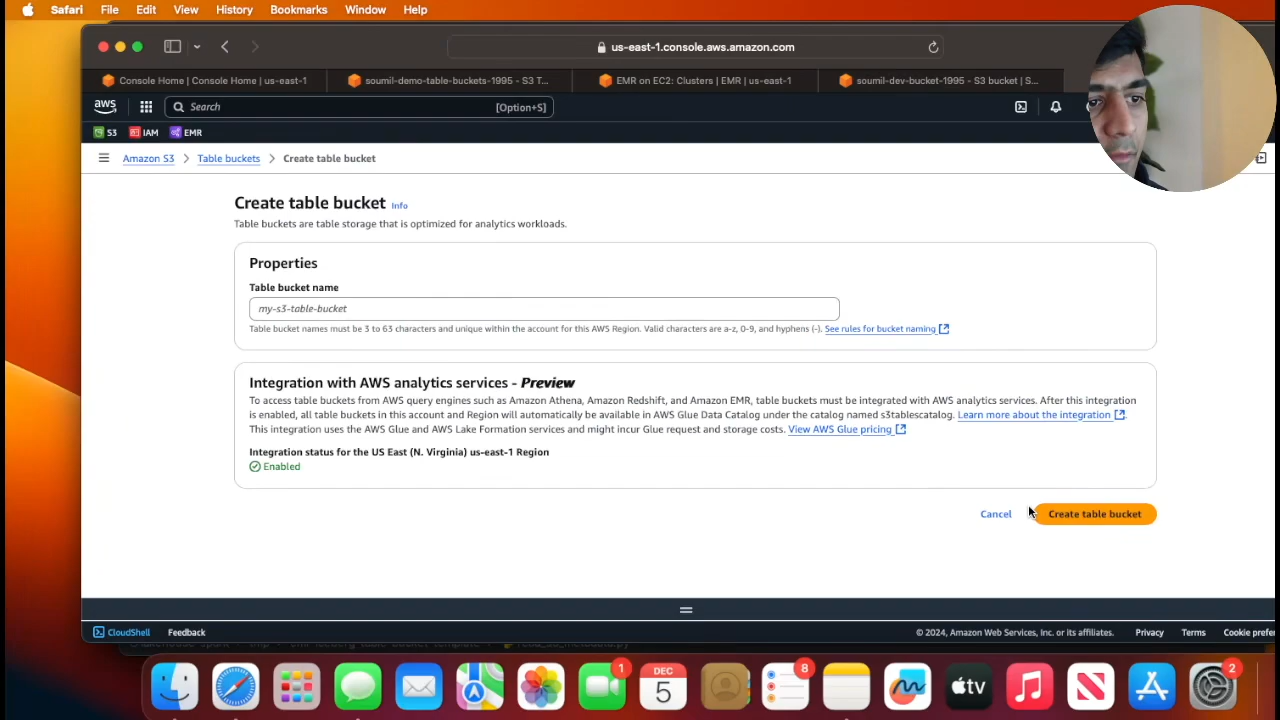 Safari File Edit View History Bookmarks Window Help
us-east-1.console.aws.amazon.com
Console Home | Console Home | us-east-1
soumil-demo-table-buckets-1995 - S3 T...
EMR on EC2: Clusters | EMR | us-east-1
soumil-dev-bucket-1995 - S3 bucket | S...
aws Search [Option+S]
S3 IAM EMR
Amazon S3 > Table buckets > Create table bucket
Create table bucket Info
Table buckets are table storage that is optimized for analytics workloads.
Properties
Table bucket name
my-s3-table-bucket
Table bucket names must be 3 to 63 characters and unique within the account for this AWS Region. Valid characters are a-z, 0-9, and hyphens (-). See rules for bucket naming
Integration with AWS analytics services - Preview
To access table buckets from AWS query engines such as Amazon Athena, Amazon Redshift, and Amazon EMR, table buckets must be integrated with AWS analytics services. After this integration
is enabled, all table buckets in this account and Region will automatically be available in AWS Glue Data Catalog under the catalog named s3tablescatalog. Learn more about the integration
This integration uses the AWS Glue and AWS Lake Formation services and might incur Glue request and storage costs. View AWS Glue pricing
Integration status for the US East (N. Virginia) us-east-1 Region
Enabled
Cancel Create table bucket
CloudShell Feedback © 2024, Amazon Web Services, Inc. or its affiliates. Privacy Terms Cookie prefer
1 DEC 5 8 tv 2